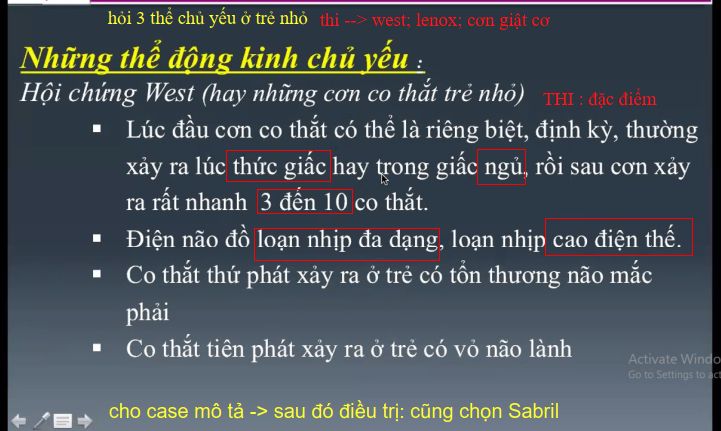 hỏi 3 thể chủ yếu ở trẻ nhỏ thi --> west; lenox; cơn giật cơ
Những thể động kinh chủ yếu :
Hội chứng West (hay những cơn co thắt trẻ nhỏ) THI : đặc điểm
▪ Lúc đầu cơn co thắt có thể là riêng biệt, định kỳ, thường
xảy ra lúc thức giấc hay trong giấc ngủ, rồi sau cơn xảy
ra rất nhanh 3 đến 10 co thắt.
▪ Điện não đồ loạn nhịp đa dạng, loạn nhịp cao điện thế.
▪ Co thắt thứ phát xảy ra ở trẻ có tổn thương não mắc
phải
▪ Co thắt tiên phát xảy ra ở trẻ có vỏ não lành
Activate Windo
Go to Settings to act
cho case mô tả -> sau đó điều trị: cũng chọn Sabril